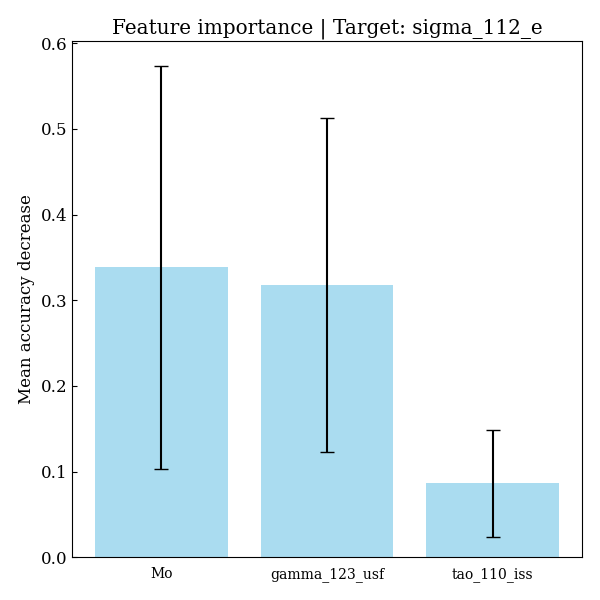 Feature importance | Target: sigma_112_e
Mean accuracy decrease
0.6
0.5
0.4
0.3
0.2
0.1
0.0
Mo
gamma_123_usf
tao_110_iss